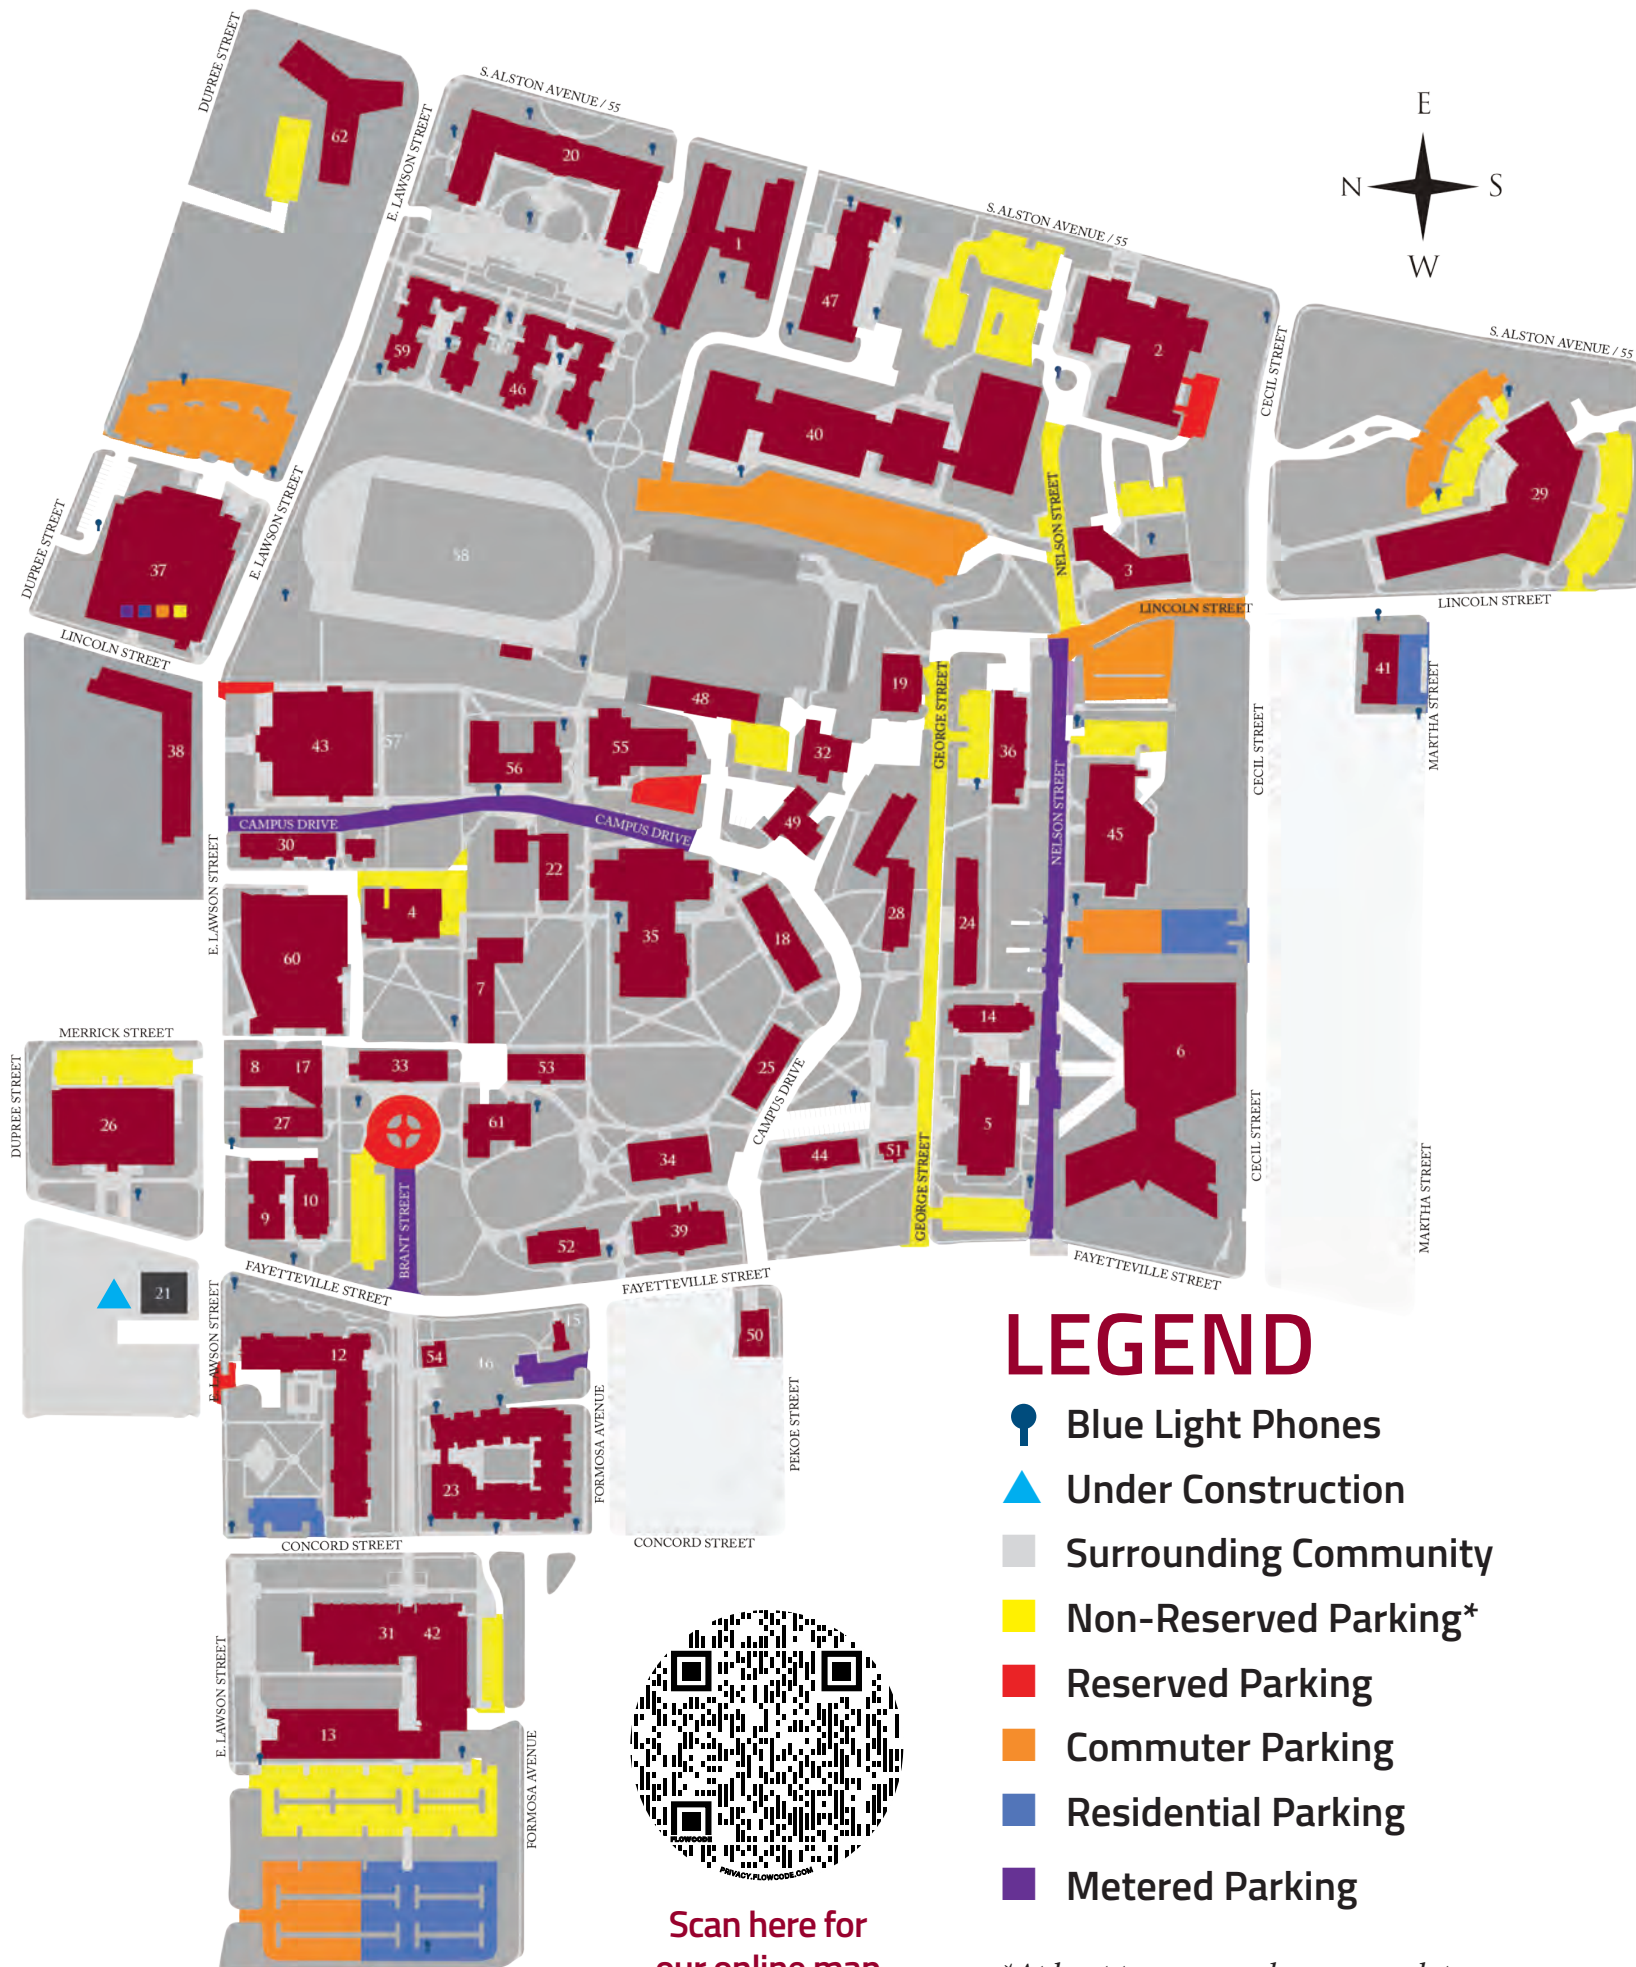 DUPREE STREET
62
E. LAWSON STREET
S. ALSTON AVENUE / 55
20
1
47
S. ALSTON AVENUE / 55
2
E
N
S
W
CECIL STREET
S. ALSTON AVENUE / 55
59
46
40
29
DUPREE STREET
37
E. LAWSON STREET
58
NELSON STREET
3
LINCOLN STREET
LINCOLN STREET
LINCOLN STREET
41
MARTHA STREET
38
43
57
56
55
48
32
19
GEORGE STREET
36
CECIL STREET
NELSON STREET
45
CAMPUS DRIVE
CAMPUS DRIVE
49
30
22
E. LAWSON STREET
4
35
18
28
24
60
7
14
6
MERRICK STREET
8
17
33
53
25
CAMPUS DRIVE
DUPREE STREET
26
27
61
34
44
51
5
GEORGE STREET
CECIL STREET
MARTHA STREET
9
10
BRANT STREET
52
39
FAYETTEVILLE STREET
FAYETTEVILLE STREET
FAYETTEVILLE STREET
21
E. LAWSON STREET
12
54
16
15
50
23
FORMOSA AVENUE
PEKOE STREET
CONCORD STREET
CONCORD STREET
31
42
E. LAWSON STREET
13
FORMOSA AVENUE
LEGEND
Blue Light Phones
Under Construction
Surrounding Community
Non-Reserved Parking*
Reserved Parking
Commuter Parking
Residential Parking
Metered Parking
FLOWCODE
PRIVACY.FLOWCODE.COM
Scan here for
our online map